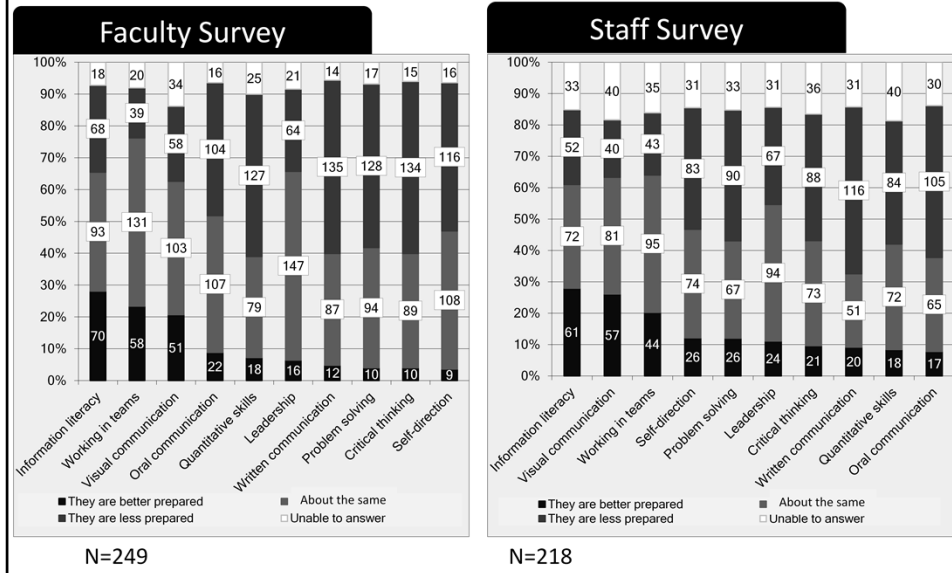 Faculty Survey
100%
90%
80%
70%
60%
50%
40%
30%
20%
10%
0%
18 20 34 16 25 21 14 17 15 16
68 39 58 104 127 64 135 128 134 116
93 131 103 107 79 147 87 94 89 108
70 58 51 22 18 16 12 10 10 9
Information literacy
Working in teams
Visual communication
Oral communication
Quantitative skills
Leadership
Written communication
Problem solving
Critical thinking
Self-direction
They are better prepared About the same
They are less prepared Unable to answer
N=249
Staff Survey
100%
90%
80%
70%
60%
50%
40%
30%
20%
10%
0%
33 40 35 31 33 31 36 31 40 30
52 40 43 83 90 67 88 116 84 105
72 81 95 74 67 94 73 51 72 65
61 57 44 26 26 24 21 20 18 17
Information literacy
Visual communication
Working in teams
Self-direction
Problem solving
Leadership
Critical thinking
Written communication
Quantitative skills
Oral communication
They are better prepared About the same
They are less prepared Unable to answer
N=218